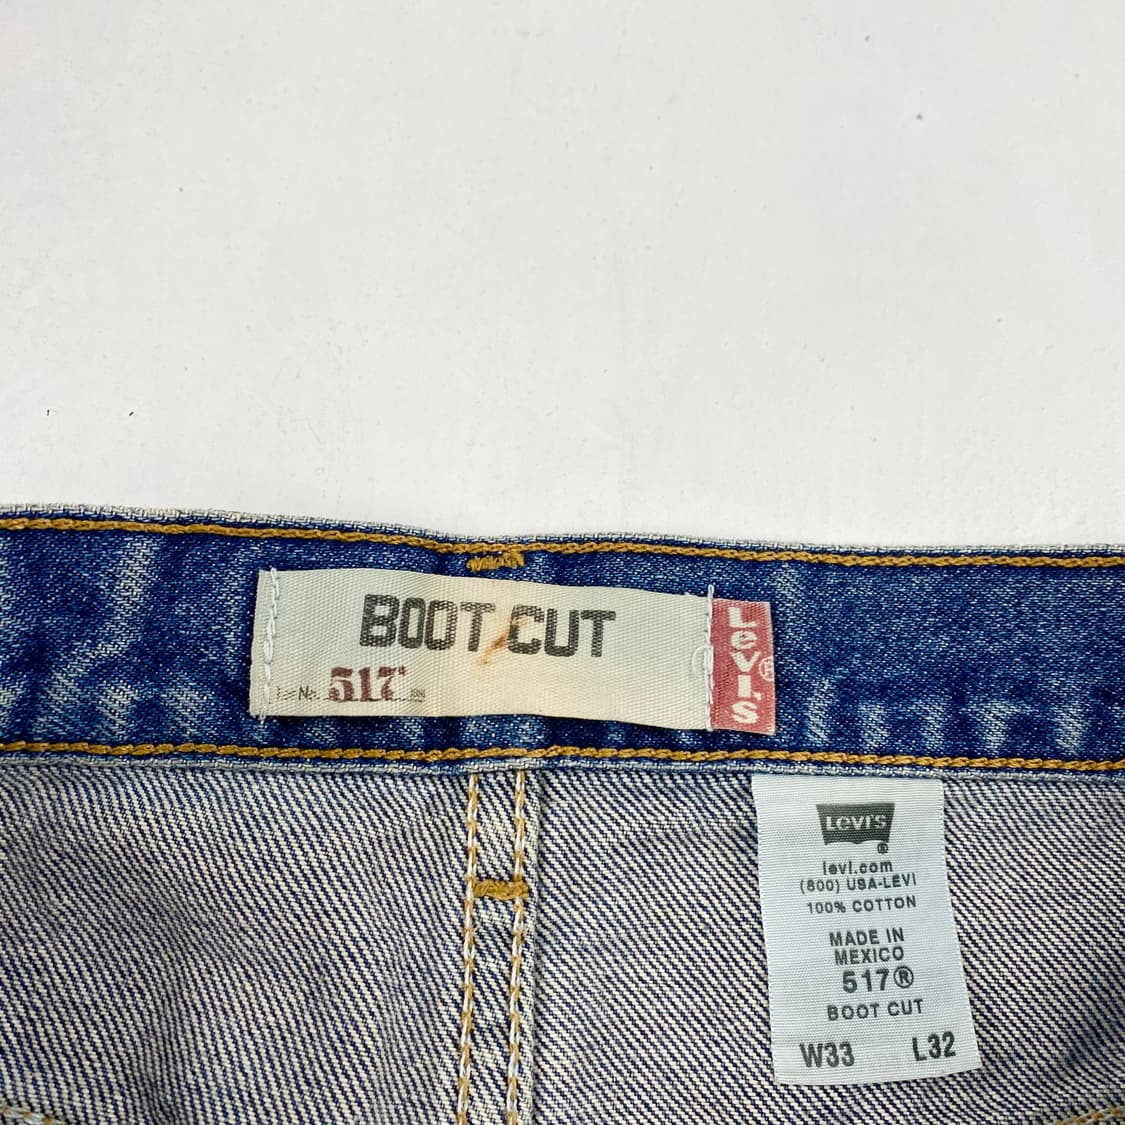 BOOT CUT
No. 517
Levi's®
Levi's®
levi.com
(800) USA-LEVI
100% COTTON
MADE IN
MEXICO
517®
BOOT CUT
W33 L32